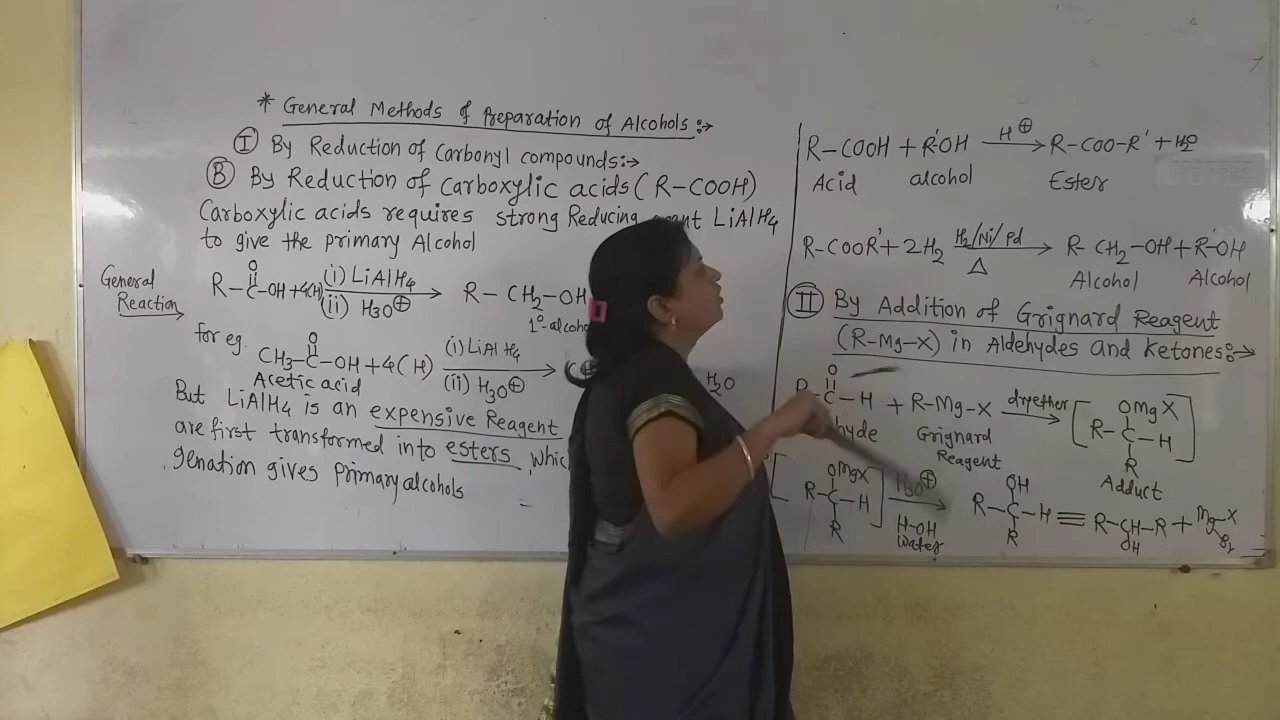 * General Methods of Preparation of Alcohols :→
Ⓘ By Reduction of Carbonyl compounds:→
Ⓑ By Reduction of Carboxylic acids (R-COOH)
Carboxylic acids requires strong Reducing agent LiAlH4
to give the primary Alcohol
General Reaction → R-C(=O)-OH + 4(H) (i) LiAlH4 (ii) H3O⊕ → R-CH2-OH
1°-alcohol
for eg. CH3-C(=O)-OH + 4(H) (i) LiAlH4 (ii) H3O⊕ → H2O
Acetic acid
But LiAlH4 is an expensive Reagent
are first transformed into esters,
genation gives primary alcohols
R-COOH + R'OH H⊕ → R-COO-R' + H2O
Acid alcohol Ester
R-COOR' + 2H2 H2/Ni/Pd Δ → R-CH2-OH + R'-OH
Alcohol Alcohol
Ⓘⓘ By Addition of Grignard Reagent
(R-Mg-X) in Aldehydes and Ketones :→
R-C(=O)-H + R-Mg-X dryether → [R-C(OMgX)(R)-H]
Grignard Reagent Adduct
[R-C(OMgX)(R)-H] H3O⊕ H-OH water → R-C(OH)(R)-H ≡ R-CH(OH)-R + Mg-X